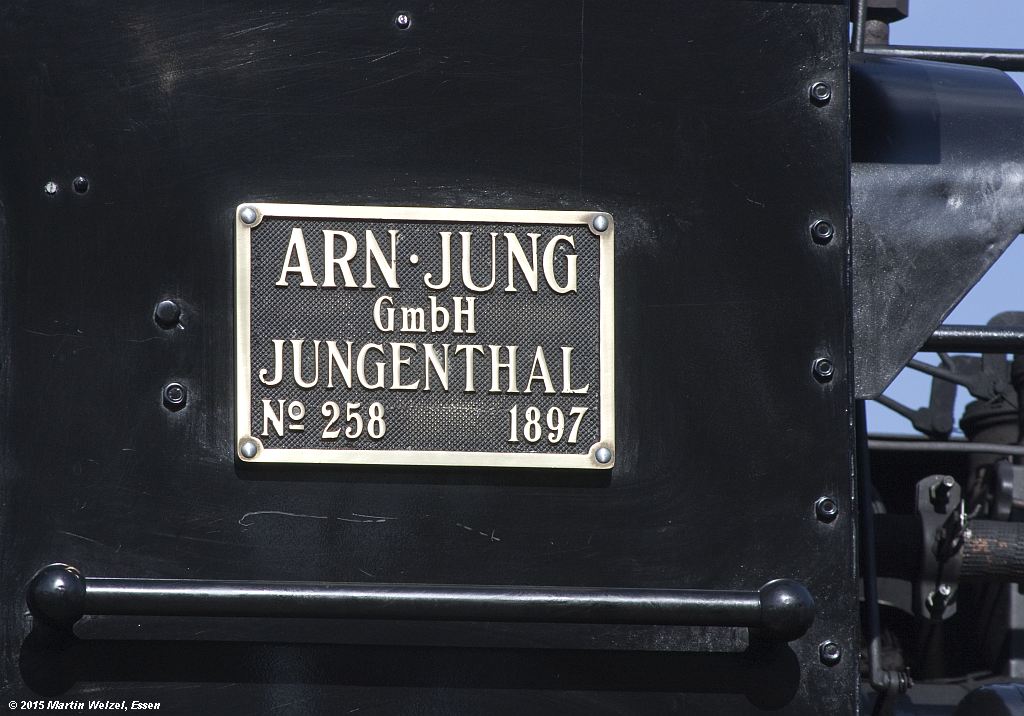 ARN·JUNG
GmbH
JUNGENTHAL
Nº 258 1897
© 2015 Martin Welzel, Essen